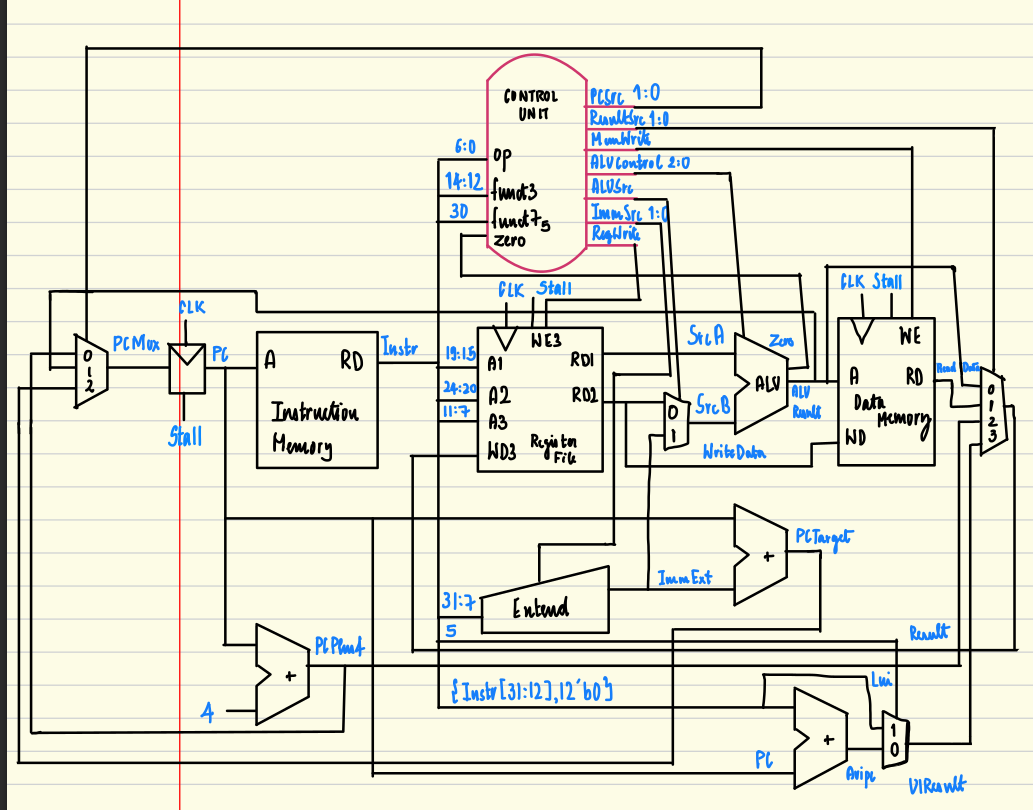 CONTROL
UNIT
PCSrc 1:0
ResultSrc 1:0
MemWrite
ALUControl 2:0
ALUSrc
ImmSrc 1:0
RegWrite
6:0
op
14:12
funct3
30
funct7₅
zero
CLK Stall
CLK
CLK Stall
0
1
2
PCMux
PC
Stall
A
RD
Instruction
Memory
Instr
19:15
24:20
11:7
WE3
A1
RD1
A2
RD2
A3
WD3
Register
File
SrcA
0
1
SrcB
Zero
ALU
ALU
Result
WriteData
WE
A
RD
Data
Memory
WD
Read Data
0
1
2
3
+
PCTarget
ImmExt
31:7
Extend
5
Result
PCPlus4
+
4
{Instr[31:12],12'b0}
Lui
PC
+
Auipc
1
0
UIResult